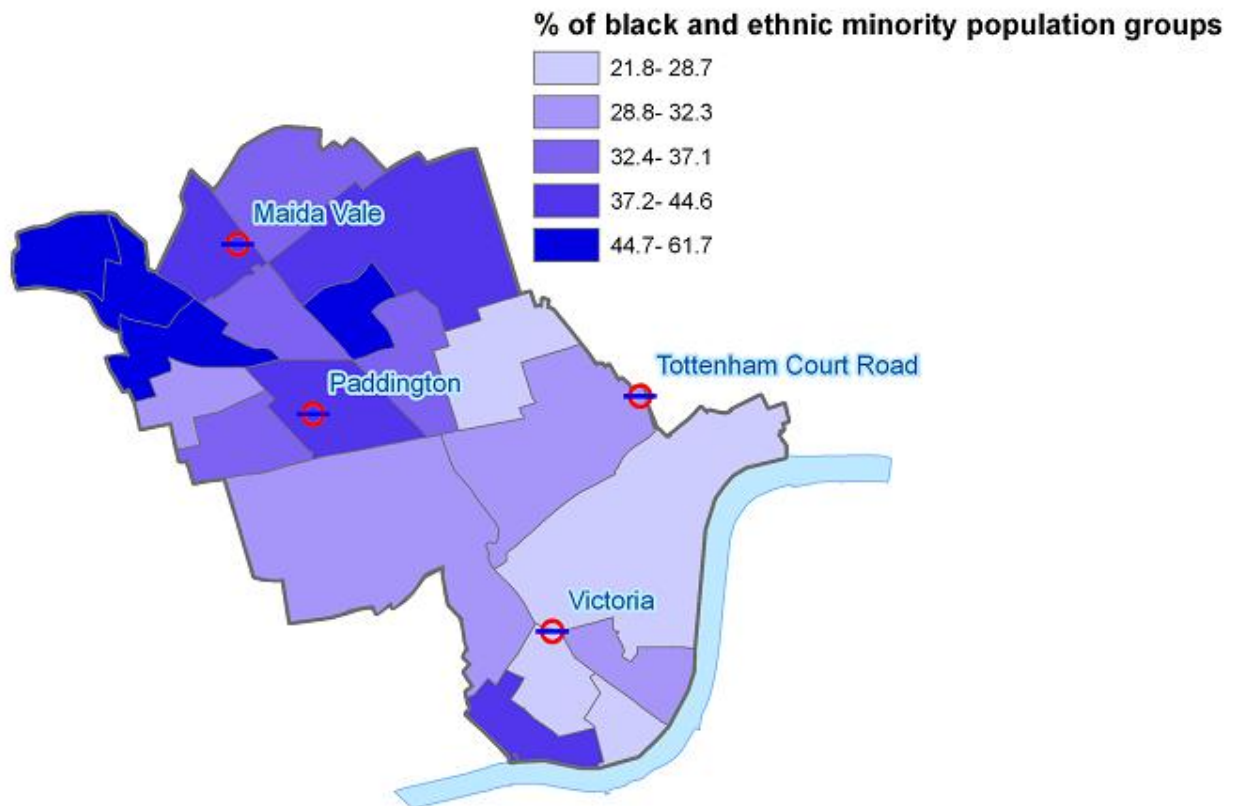 % of black and ethnic minority population groups
21.8- 28.7
28.8- 32.3
32.4- 37.1
37.2- 44.6
44.7- 61.7
Maida Vale
Tottenham Court Road
Paddington
Victoria